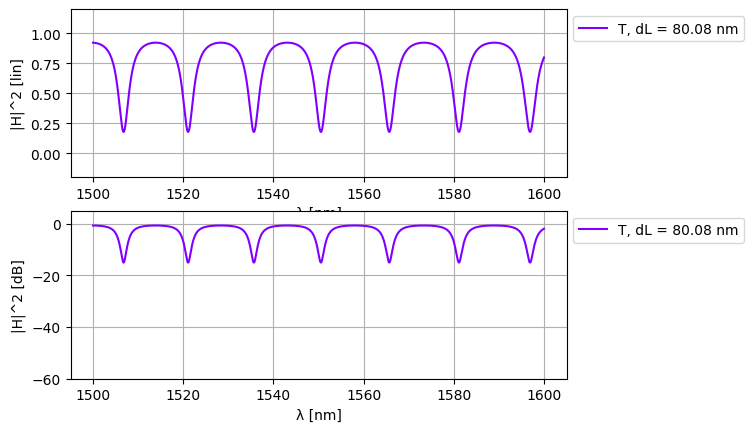 1.00
0.75
0.50
0.25
0.00
|H|^2 [lin]
T, dL = 80.08 nm
1500 1520 1540 1560 1580 1600
λ [nm]
0
−20
−40
−60
|H|^2 [dB]
T, dL = 80.08 nm
1500 1520 1540 1560 1580 1600
λ [nm]